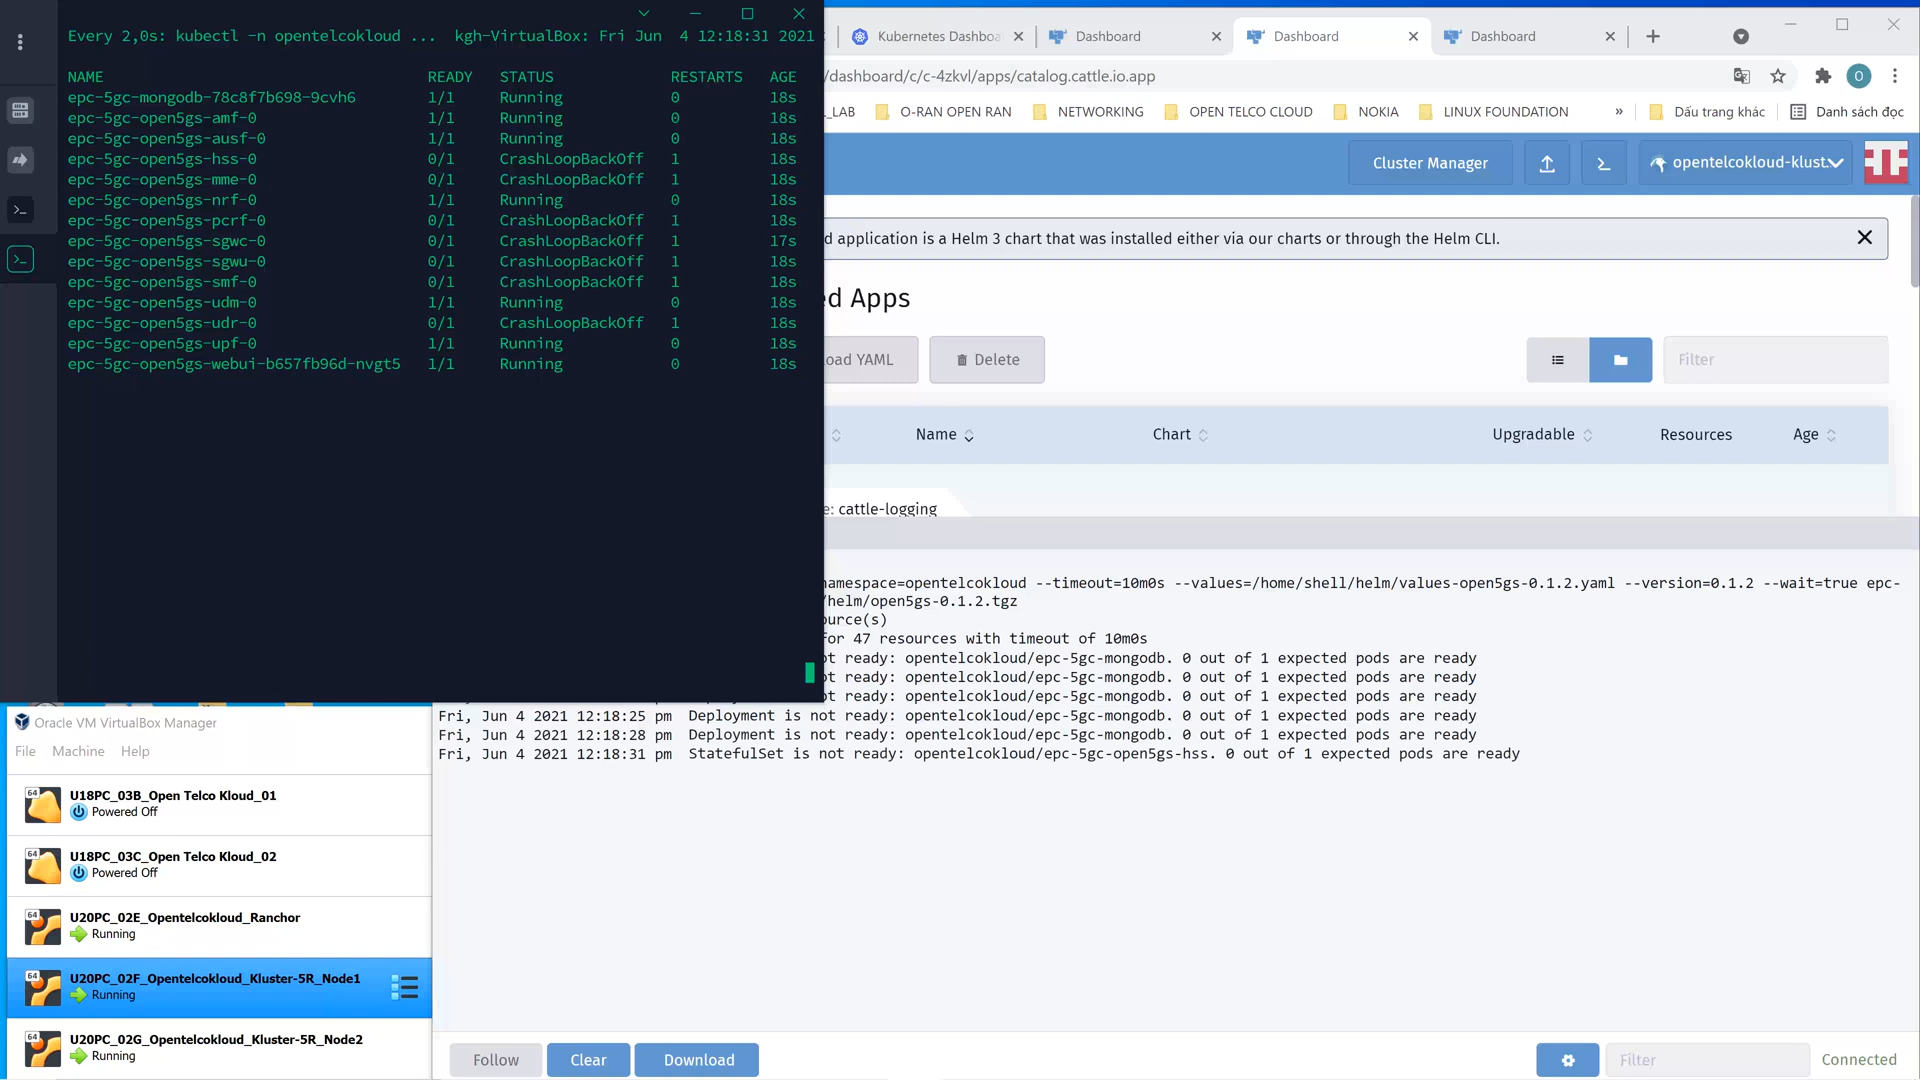 Every 2,0s: kubectl -n opentelcokloud ...  kgh-VirtualBox: Fri Jun  4 12:18:31 2021
NAME READY STATUS RESTARTS AGE
epc-5gc-mongodb-78c8f7b698-9cvh6 1/1 Running 0 18s
epc-5gc-open5gs-amf-0 1/1 Running 0 18s
epc-5gc-open5gs-ausf-0 1/1 Running 0 18s
epc-5gc-open5gs-hss-0 0/1 CrashLoopBackOff 1 18s
epc-5gc-open5gs-mme-0 0/1 CrashLoopBackOff 1 18s
epc-5gc-open5gs-nrf-0 1/1 Running 0 18s
epc-5gc-open5gs-pcrf-0 0/1 CrashLoopBackOff 1 18s
epc-5gc-open5gs-sgwc-0 0/1 CrashLoopBackOff 1 17s
epc-5gc-open5gs-sgwu-0 0/1 CrashLoopBackOff 1 18s
epc-5gc-open5gs-smf-0 0/1 CrashLoopBackOff 1 18s
epc-5gc-open5gs-udm-0 1/1 Running 0 18s
epc-5gc-open5gs-udr-0 0/1 CrashLoopBackOff 1 18s
epc-5gc-open5gs-upf-0 1/1 Running 0 18s
epc-5gc-open5gs-webui-b657fb96d-nvgt5 1/1 Running 0 18s
Kubernetes Dashboa Dashboard Dashboard Dashboard
/dashboard/c/c-4zkvl/apps/catalog.cattle.io.app O
_LAB O-RAN OPEN RAN NETWORKING OPEN TELCO CLOUD NOKIA LINUX FOUNDATION » Dấu trang khác Danh sách đọc
Cluster Manager opentelcokloud-klust
d application is a Helm 3 chart that was installed either via our charts or through the Helm CLI.
ed Apps
oad YAML Delete Filter
Name Chart Upgradable Resources Age
e: cattle-logging
namespace=opentelcokloud --timeout=10m0s --values=/home/shell/helm/values-open5gs-0.1.2.yaml --version=0.1.2 --wait=true epc-
/helm/open5gs-0.1.2.tgz
ource(s)
for 47 resources with timeout of 10m0s
ot ready: opentelcokloud/epc-5gc-mongodb. 0 out of 1 expected pods are ready
ot ready: opentelcokloud/epc-5gc-mongodb. 0 out of 1 expected pods are ready
ot ready: opentelcokloud/epc-5gc-mongodb. 0 out of 1 expected pods are ready
Fri, Jun 4 2021 12:18:25 pm Deployment is not ready: opentelcokloud/epc-5gc-mongodb. 0 out of 1 expected pods are ready
Fri, Jun 4 2021 12:18:28 pm Deployment is not ready: opentelcokloud/epc-5gc-mongodb. 0 out of 1 expected pods are ready
Fri, Jun 4 2021 12:18:31 pm StatefulSet is not ready: opentelcokloud/epc-5gc-open5gs-hss. 0 out of 1 expected pods are ready
Follow Clear Download Filter Connected
Oracle VM VirtualBox Manager
File Machine Help
64 U18PC_03B_Open Telco Kloud_01
Powered Off
64 U18PC_03C_Open Telco Kloud_02
Powered Off
64 U20PC_02E_Opentelcokloud_Ranchor
Running
64 U20PC_02F_Opentelcokloud_Kluster-5R_Node1
Running
64 U20PC_02G_Opentelcokloud_Kluster-5R_Node2
Running